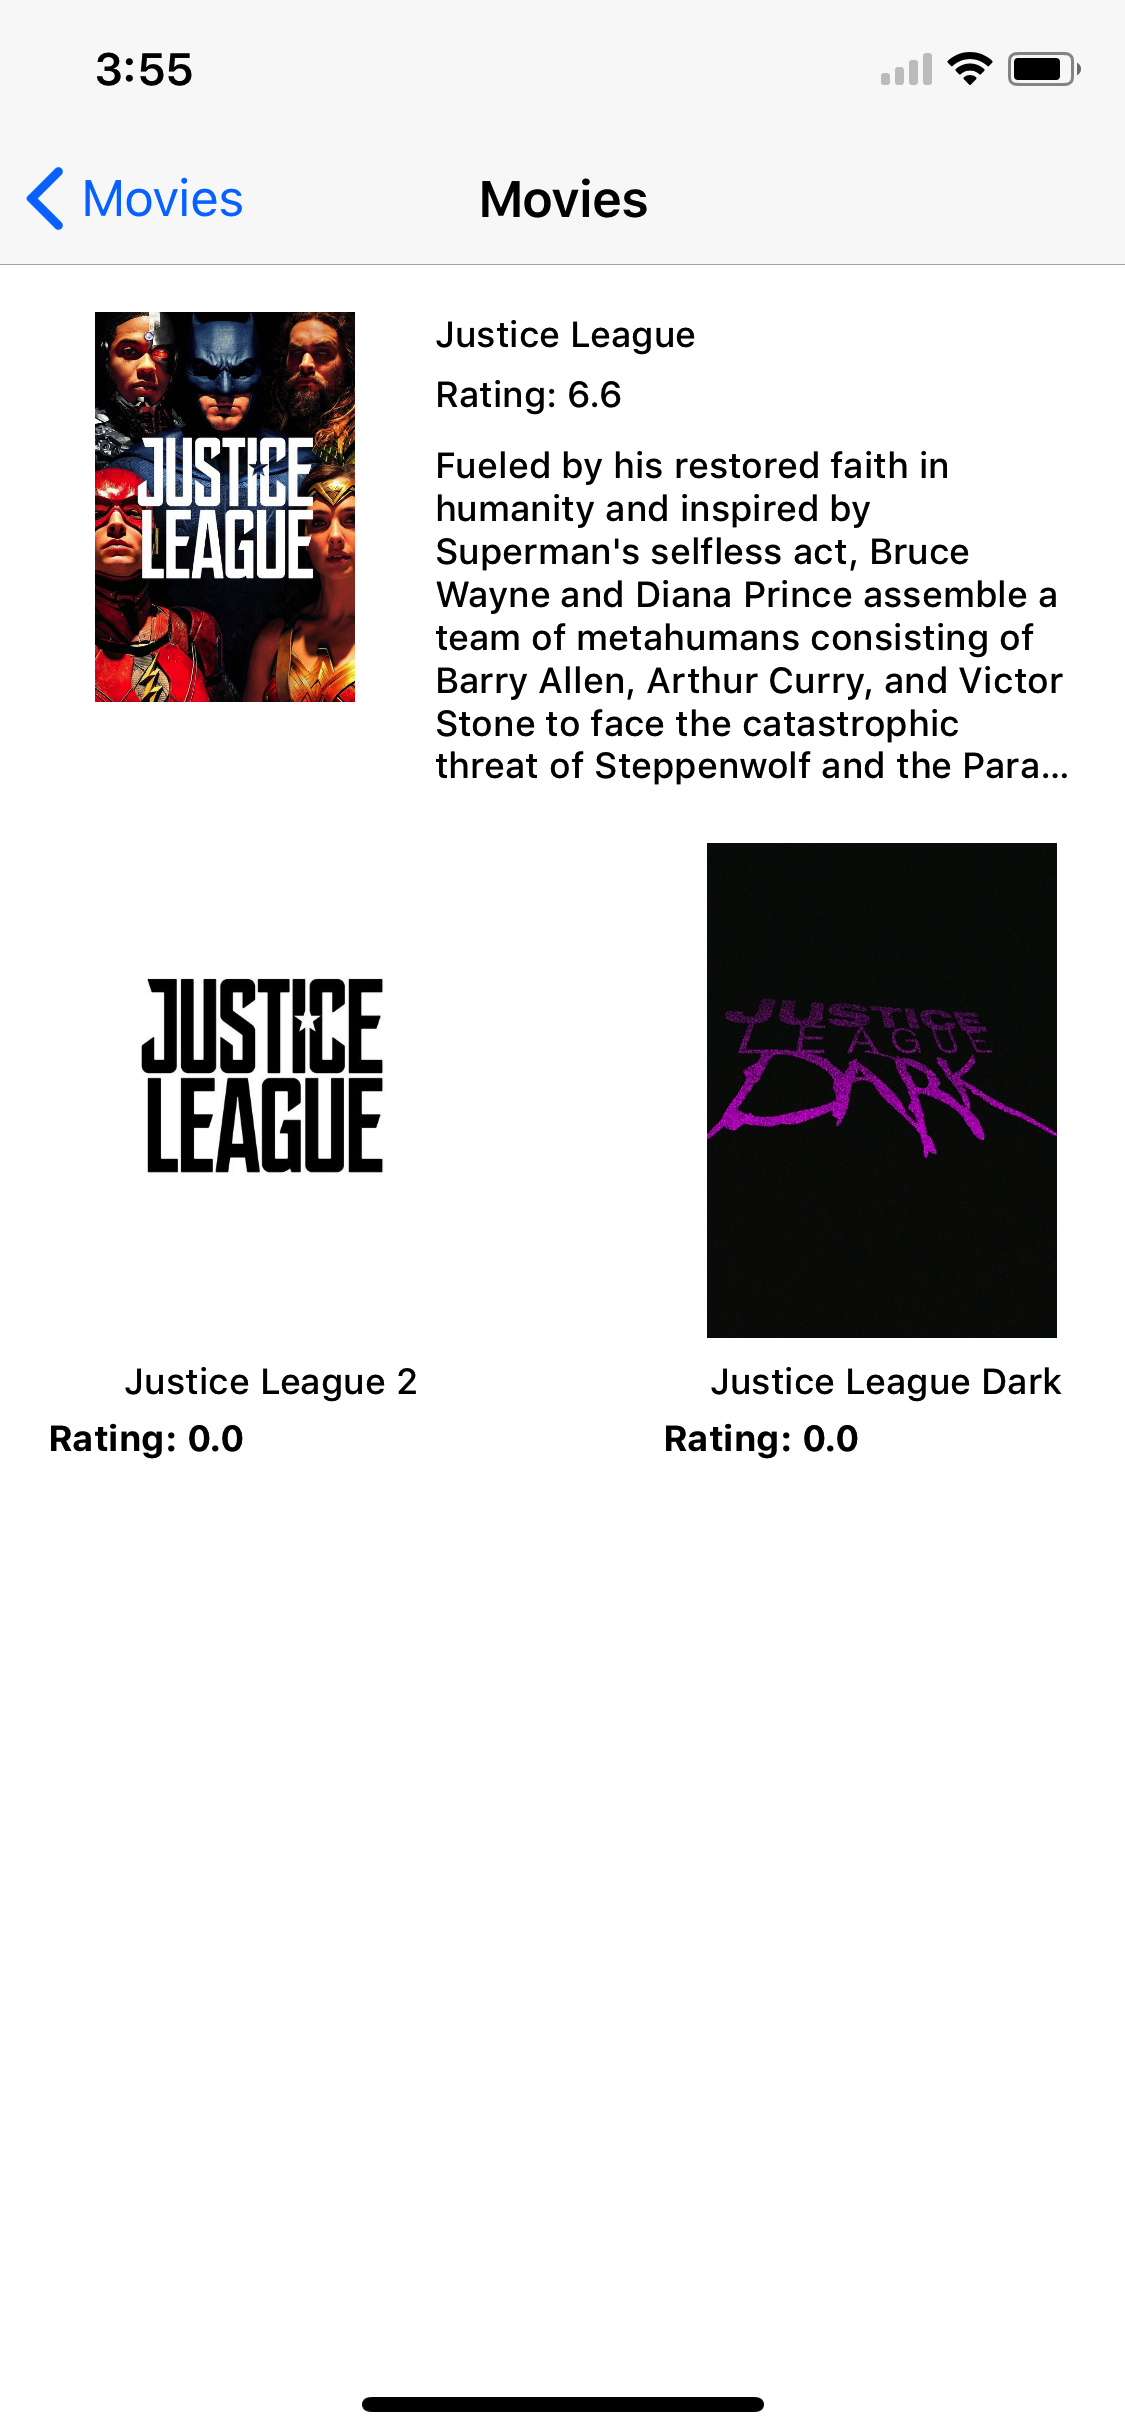 3:55
Movies
Movies
JUSTICE
LEAGUE
Justice League
Rating: 6.6
Fueled by his restored faith in
humanity and inspired by
Superman's selfless act, Bruce
Wayne and Diana Prince assemble a
team of metahumans consisting of
Barry Allen, Arthur Curry, and Victor
Stone to face the catastrophic
threat of Steppenwolf and the Para...
JUSTICE
LEAGUE
JUSTICE
LEAGUE
DARK
Justice League 2
Rating: 0.0
Justice League Dark
Rating: 0.0